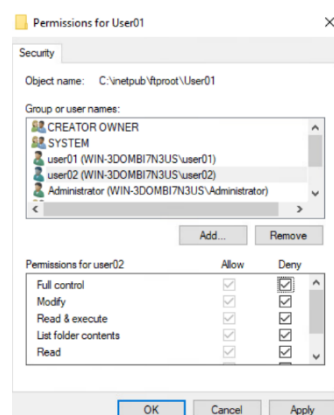 Permissions for User01
Security
Object name: C:\inetpub\ftproot\User01
Group or user names:
CREATOR OWNER
SYSTEM
user01 (WIN-3DOMBI7N3US\user01)
user02 (WIN-3DOMBI7N3US\user02)
Administrator (WIN-3DOMBI7N3US\Administrator)
Add... Remove
Permissions for user02 Allow Deny
Full control
Modify
Read & execute
List folder contents
Read
OK Cancel Apply